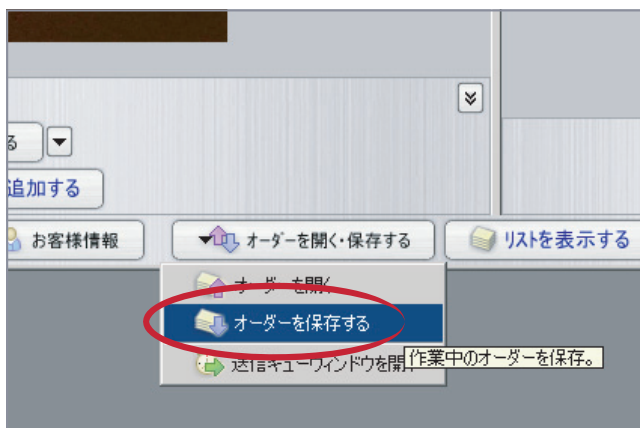 る
追加する
お客様情報
オーダーを開く・保存する
リストを表示する
オーダーを開く
オーダーを保存する
作業中のオーダーを保存。
送信キューウィンドウを開